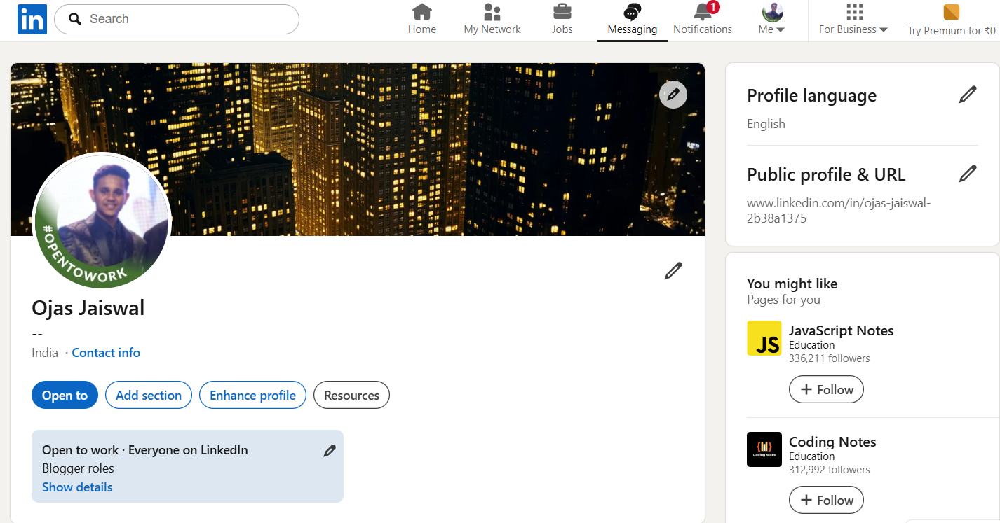 in
Search
Home
My Network
Jobs
Messaging
1
Notifications
Me
For Business
Try Premium for ₹0
#OPENTOWORK
Ojas Jaiswal
--
India · Contact info
Open to
Add section
Enhance profile
Resources
Open to work · Everyone on LinkedIn
Blogger roles
Show details
Profile language
English
Public profile & URL
www.linkedin.com/in/ojas-jaiswal-
2b38a1375
You might like
Pages for you
JS
JavaScript Notes
Education
336,211 followers
+ Follow
Coding Notes
Coding Notes
Education
312,992 followers
+ Follow